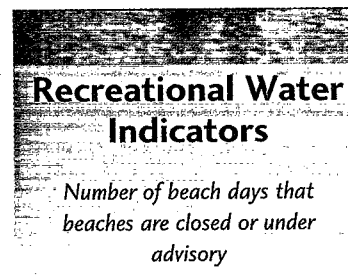 Recreational Water
Indicators
Number of beach days that
beaches are closed or under
advisory